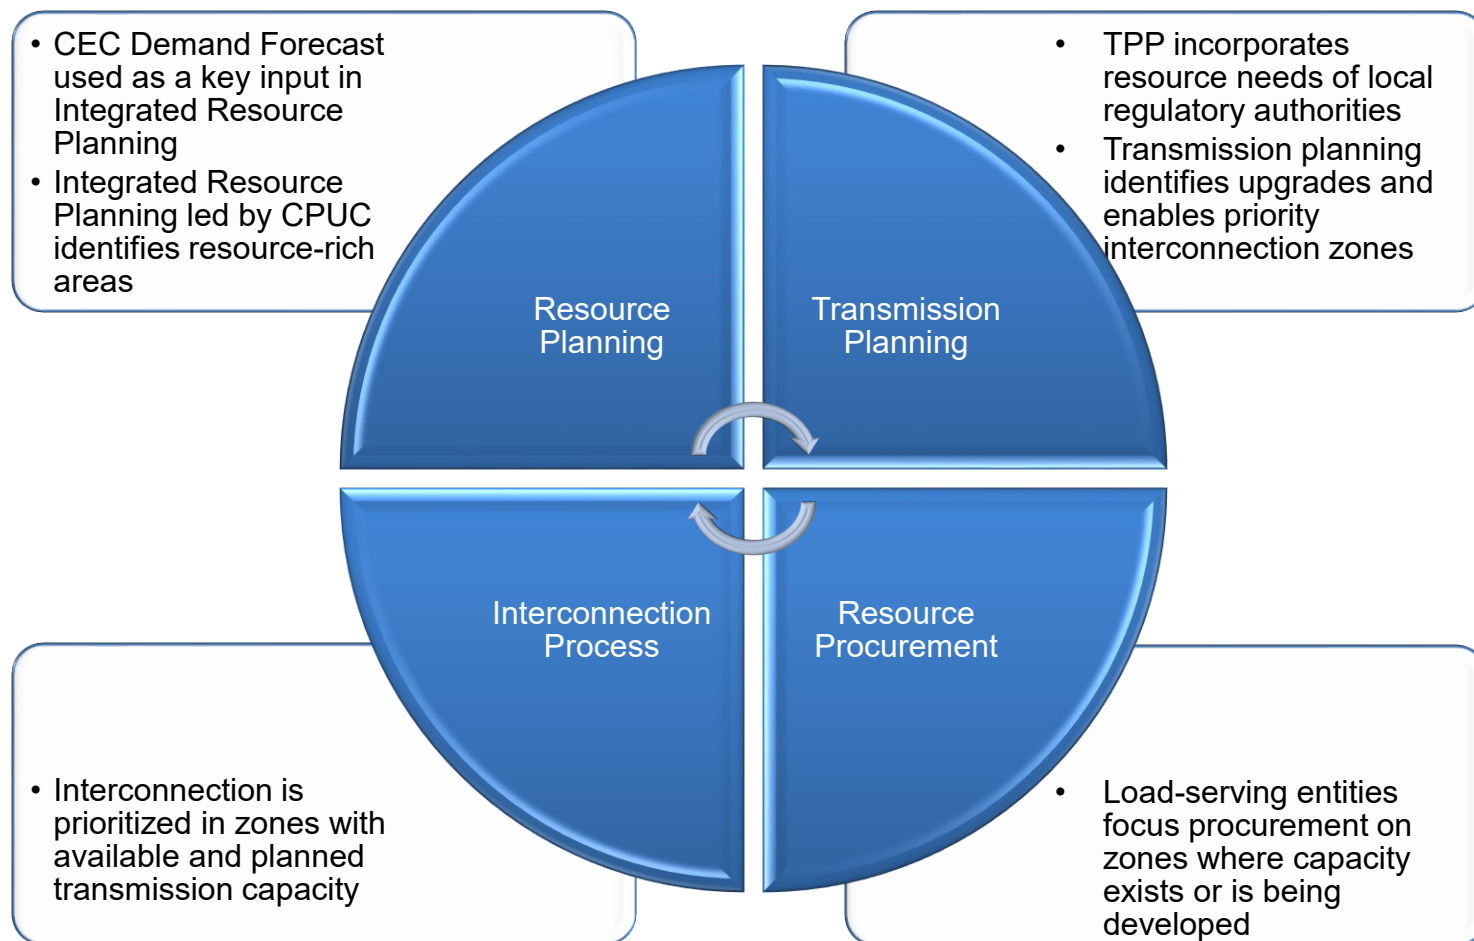 • CEC Demand Forecast
used as a key input in
Integrated Resource
Planning
• Integrated Resource
Planning led by CPUC
identifies resource-rich
areas
• TPP incorporates
resource needs of local
regulatory authorities
• Transmission planning
identifies upgrades and
enables priority
interconnection zones
Resource
Planning
Transmission
Planning
Interconnection
Process
Resource
Procurement
• Interconnection is
prioritized in zones with
available and planned
transmission capacity
• Load-serving entities
focus procurement on
zones where capacity
exists or is being
developed